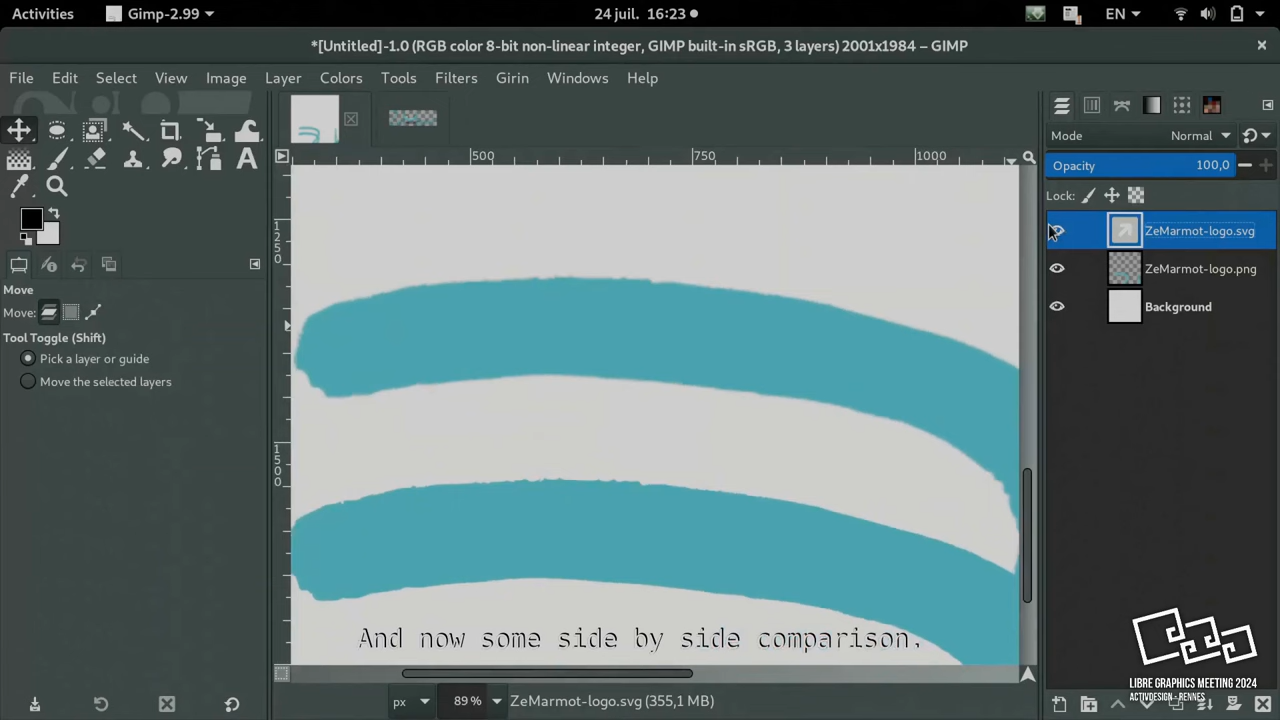 Activities
Gimp-2.99
24 juil. 16:23
EN
*[Untitled]-1.0 (RGB color 8-bit non-linear integer, GIMP built-in sRGB, 3 layers) 2001x1984 – GIMP
File Edit Select View Image Layer Colors Tools Filters Girin Windows Help
Mode Normal
Opacity 100,0
Lock:
ZeMarmot-logo.svg
ZeMarmot-logo.png
Background
500 750 1000
1250
1500
Move
Move:
Tool Toggle (Shift)
Pick a layer or guide
Move the selected layers
And now some side by side comparison.
px 89% ZeMarmot-logo.svg (355,1 MB)
LIBRE GRAPHICS MEETING 2024
ACTIVDESIGN - RENNES